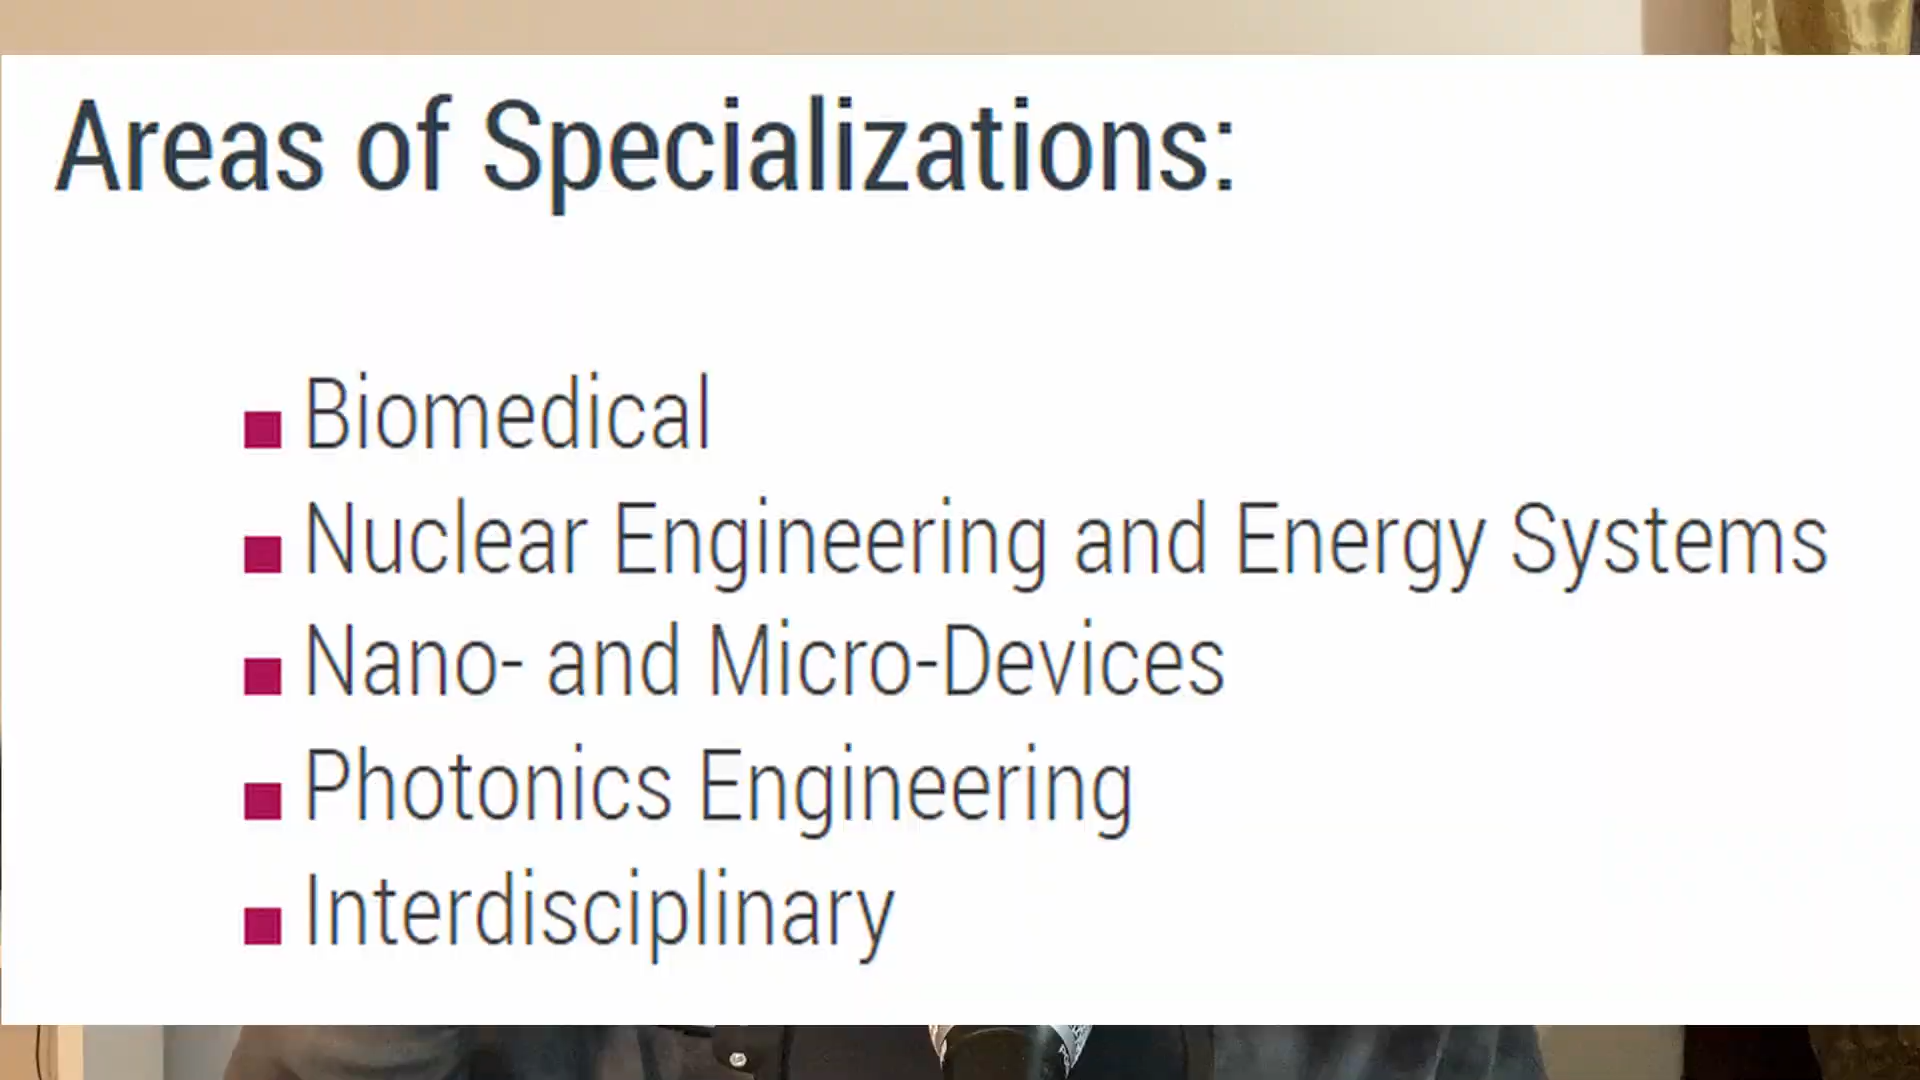 Areas of Specializations:
Biomedical
Nuclear Engineering and Energy Systems
Nano- and Micro-Devices
Photonics Engineering
Interdisciplinary